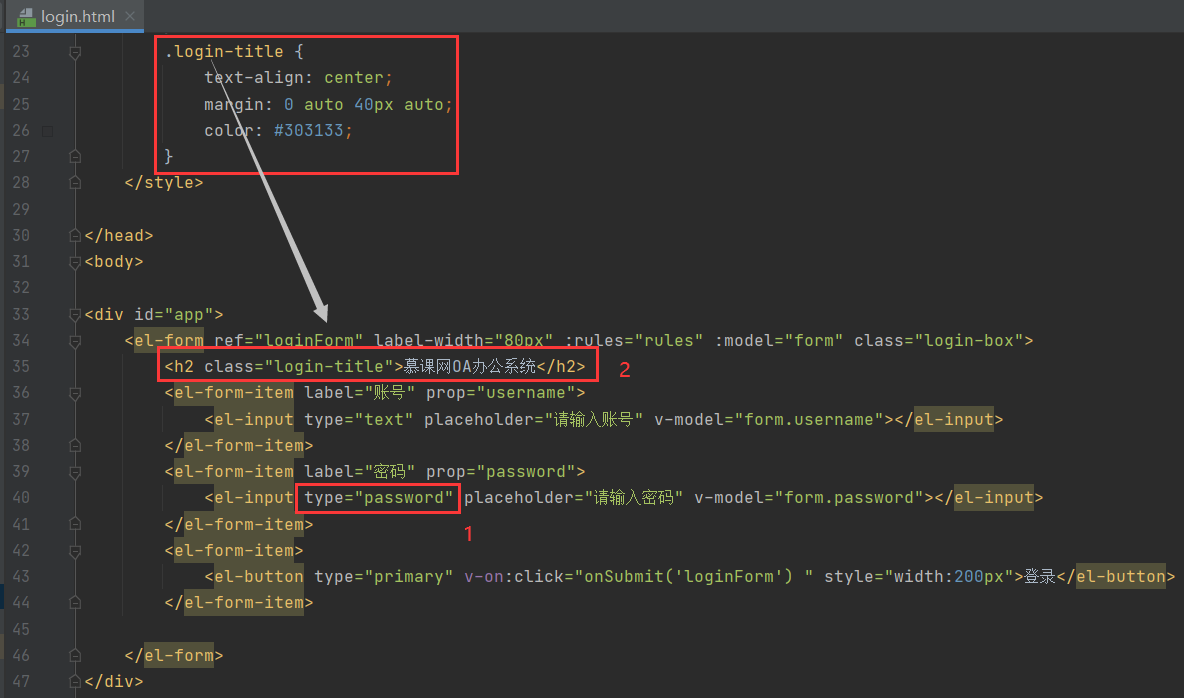 login.html
23 .login-title {
24 text-align: center;
25 margin: 0 auto 40px auto;
26 color: #303133;
27 }
28 </style>
29
30 </head>
31 <body>
32
33 <div id="app">
34 <el-form ref="loginForm" label-width="80px" :rules="rules" :model="form" class="login-box">
35 <h2 class="login-title">慕课网OA办公系统</h2>
2
36 <el-form-item label="账号" prop="username">
37 <el-input type="text" placeholder="请输入账号" v-model="form.username"></el-input>
38 </el-form-item>
39 <el-form-item label="密码" prop="password">
40 <el-input type="password" placeholder="请输入密码" v-model="form.password"></el-input>
1
41 </el-form-item>
42 <el-form-item>
43 <el-button type="primary" v-on:click="onSubmit('loginForm') " style="width:200px">登录</el-button>
44 </el-form-item>
45
46 </el-form>
47 </div>